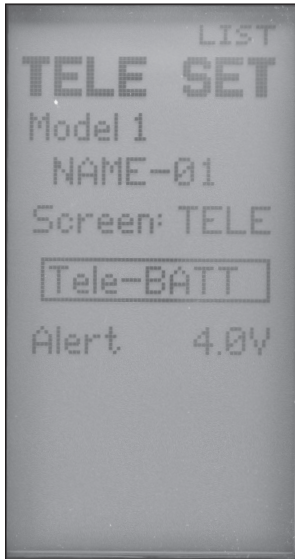 LIST
TELE SET
Model 1
NAME-01
Screen: TELE
Tele-BATT
Alert 4.0V